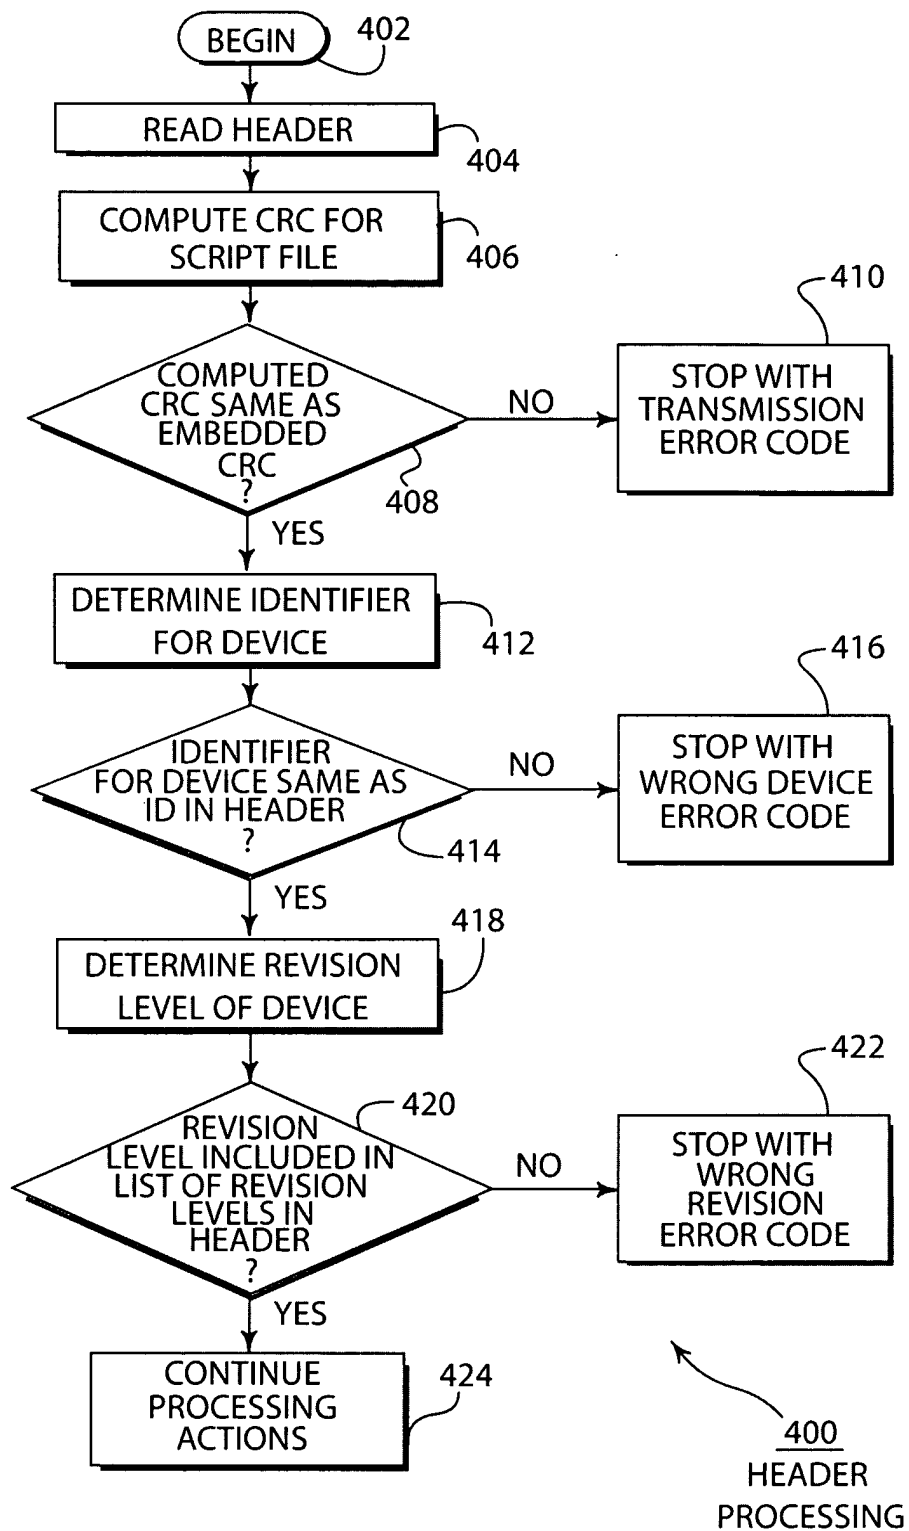 BEGIN
402
READ HEADER
404
COMPUTE CRC FOR
SCRIPT FILE
406
COMPUTED
CRC SAME AS
EMBEDDED
CRC
?
408
NO
410
STOP WITH
TRANSMISSION
ERROR CODE
YES
DETERMINE IDENTIFIER
FOR DEVICE
412
IDENTIFIER
FOR DEVICE SAME AS
ID IN HEADER
?
414
NO
416
STOP WITH
WRONG DEVICE
ERROR CODE
YES
DETERMINE REVISION
LEVEL OF DEVICE
418
REVISION
LEVEL INCLUDED IN
LIST OF REVISION
LEVELS IN
HEADER
?
420
NO
422
STOP WITH
WRONG
REVISION
ERROR CODE
YES
CONTINUE
PROCESSING
ACTIONS
424
400
HEADER
PROCESSING